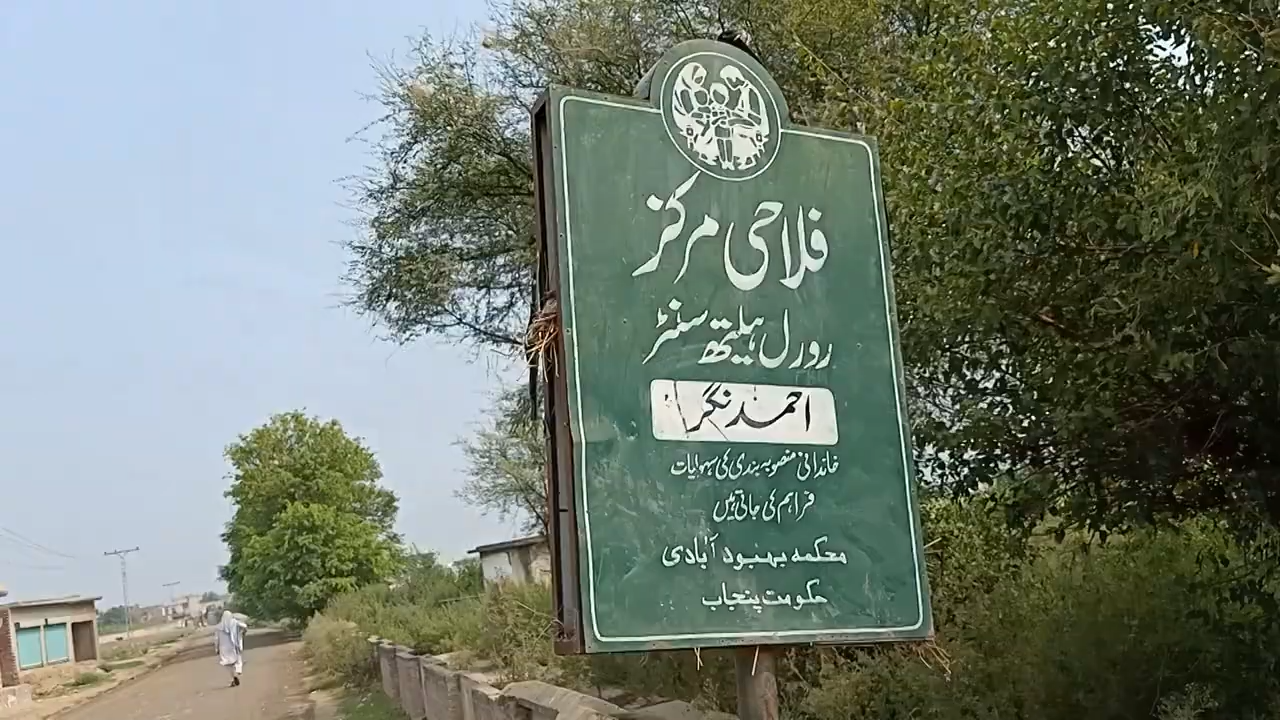 فلاحی مرکز
رورل ہیلتھ سنٹر
احمد نگر
خاندانی منصوبہ بندی کی سہولیات
فراہم کی جاتی ہیں
محکمہ بہبود آبادی
حکومت پنجاب